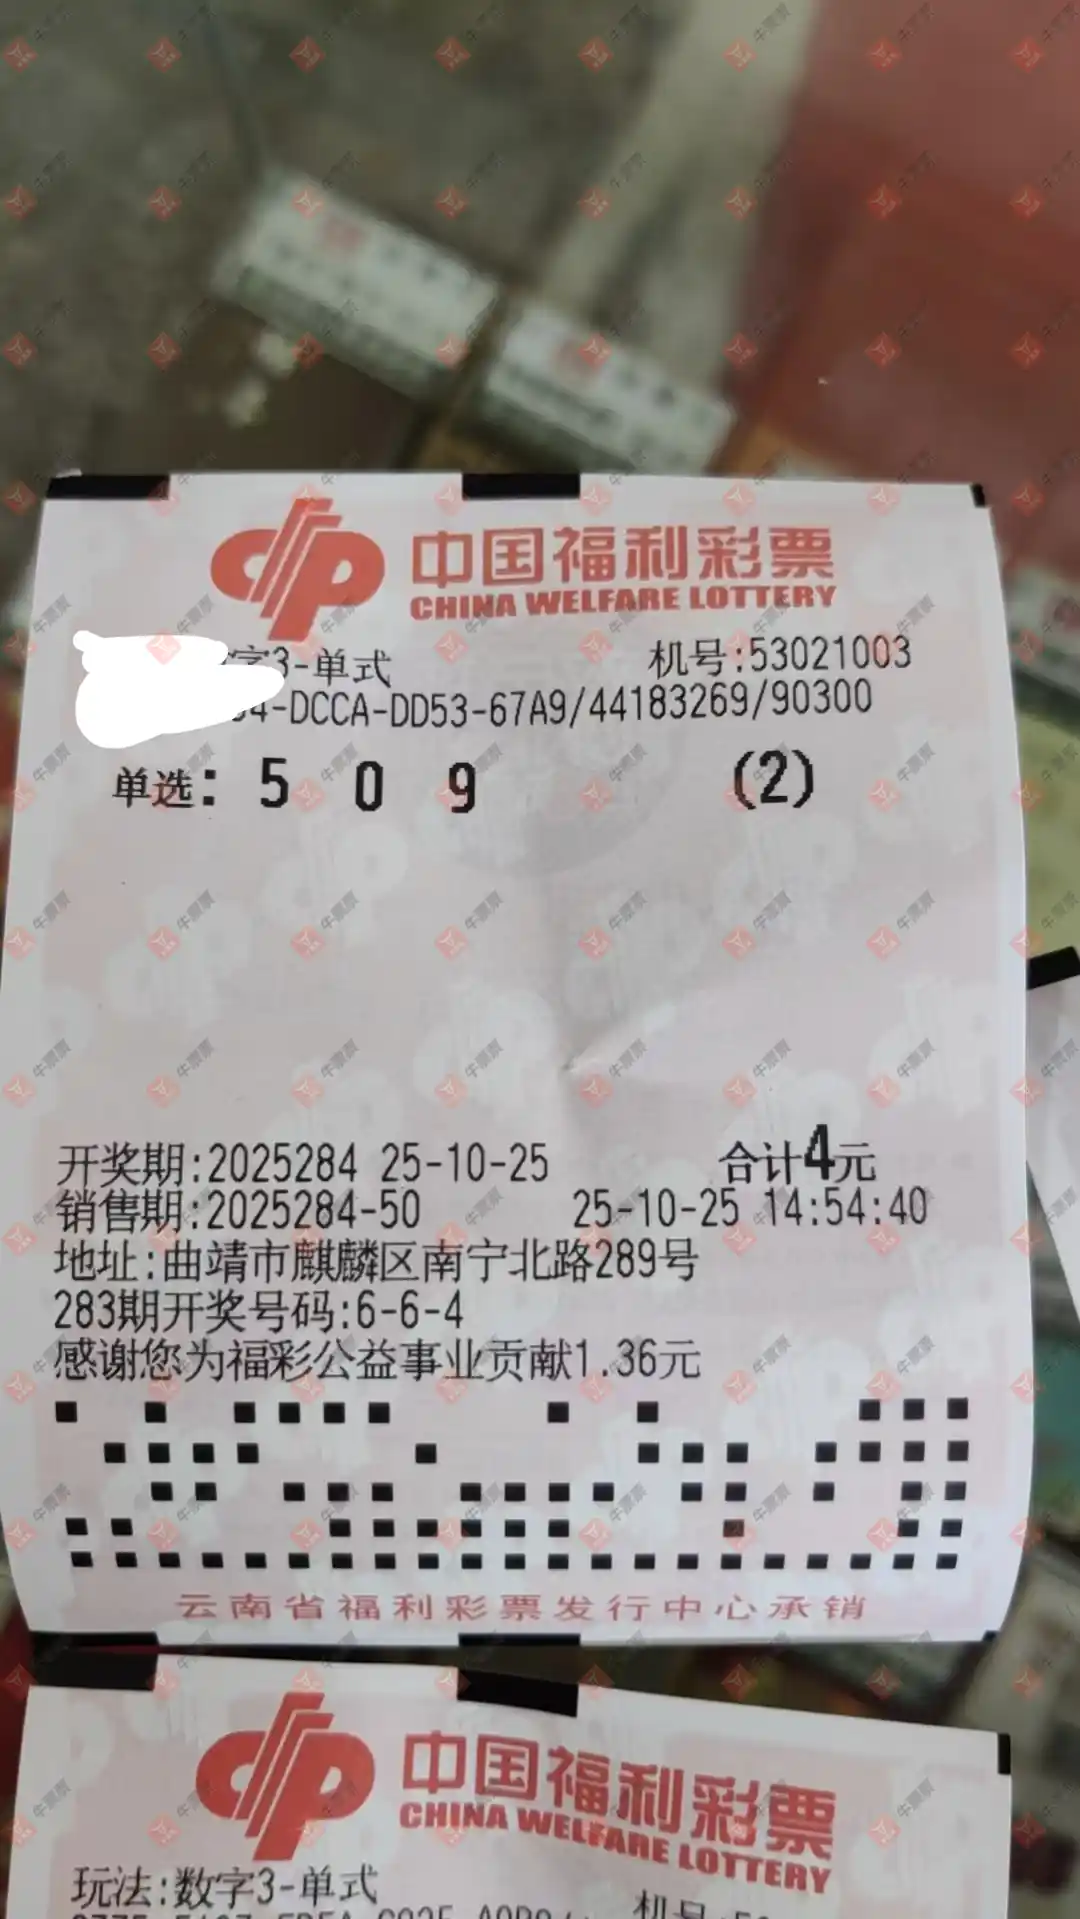 中国福利彩票
CHINA WELFARE LOTTERY
字3-单式 机号:53021003
4-DCCA-DD53-67A9/44183269/90300
单选: 5 0 9 (2)
开奖期:2025284 25-10-25 合计4元
销售期:2025284-50 25-10-25 14:54:40
地址:曲靖市麒麟区南宁北路289号
283期开奖号码:6-6-4
感谢您为福彩公益事业贡献1.36元
云南省福利彩票发行中心承销
中国福利彩票
CHINA WELFARE LOTTERY
玩法:数字3-单式 机号